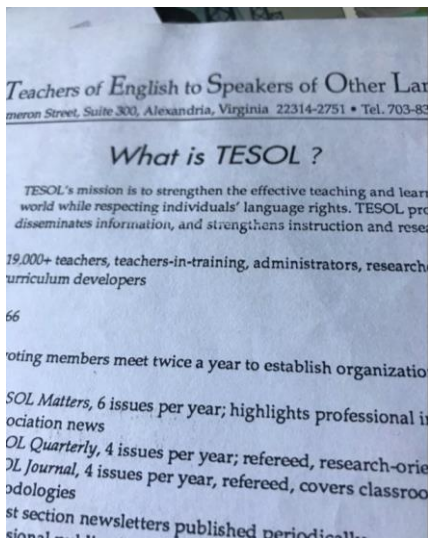 Teachers of English to Speakers of Other Lan
meron Street, Suite 300, Alexandria, Virginia 22314-2751 • Tel. 703-83
What is TESOL ?
TESOL's mission is to strengthen the effective teaching and lear
world while respecting individuals' language rights. TESOL pro
disseminates information, and strengthens instruction and resea
19,000+ teachers, teachers-in-training, administrators, research
urriculum developers
66
oting members meet twice a year to establish organizatio
SOL Matters, 6 issues per year; highlights professional i
ociation news
OL Quarterly, 4 issues per year; refereed, research-orie
OL Journal, 4 issues per year, refereed, covers classroo
odologies
st section newsletters published periodically